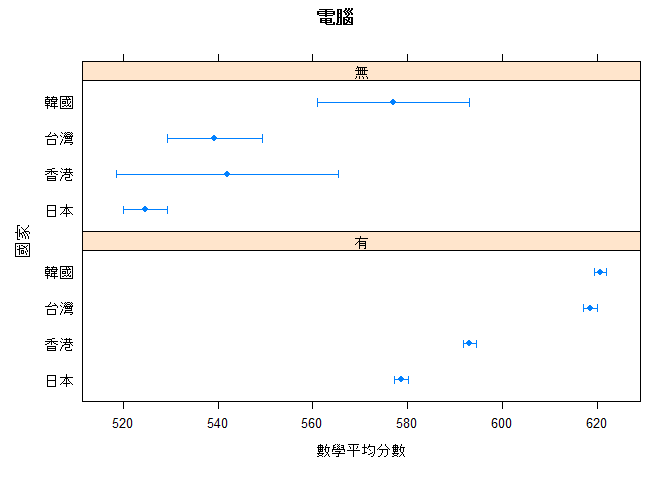 電腦
無
韓國
台灣
香港
日本
國家
有
韓國
台灣
香港
日本
520 540 560 580 600 620
數學平均分數